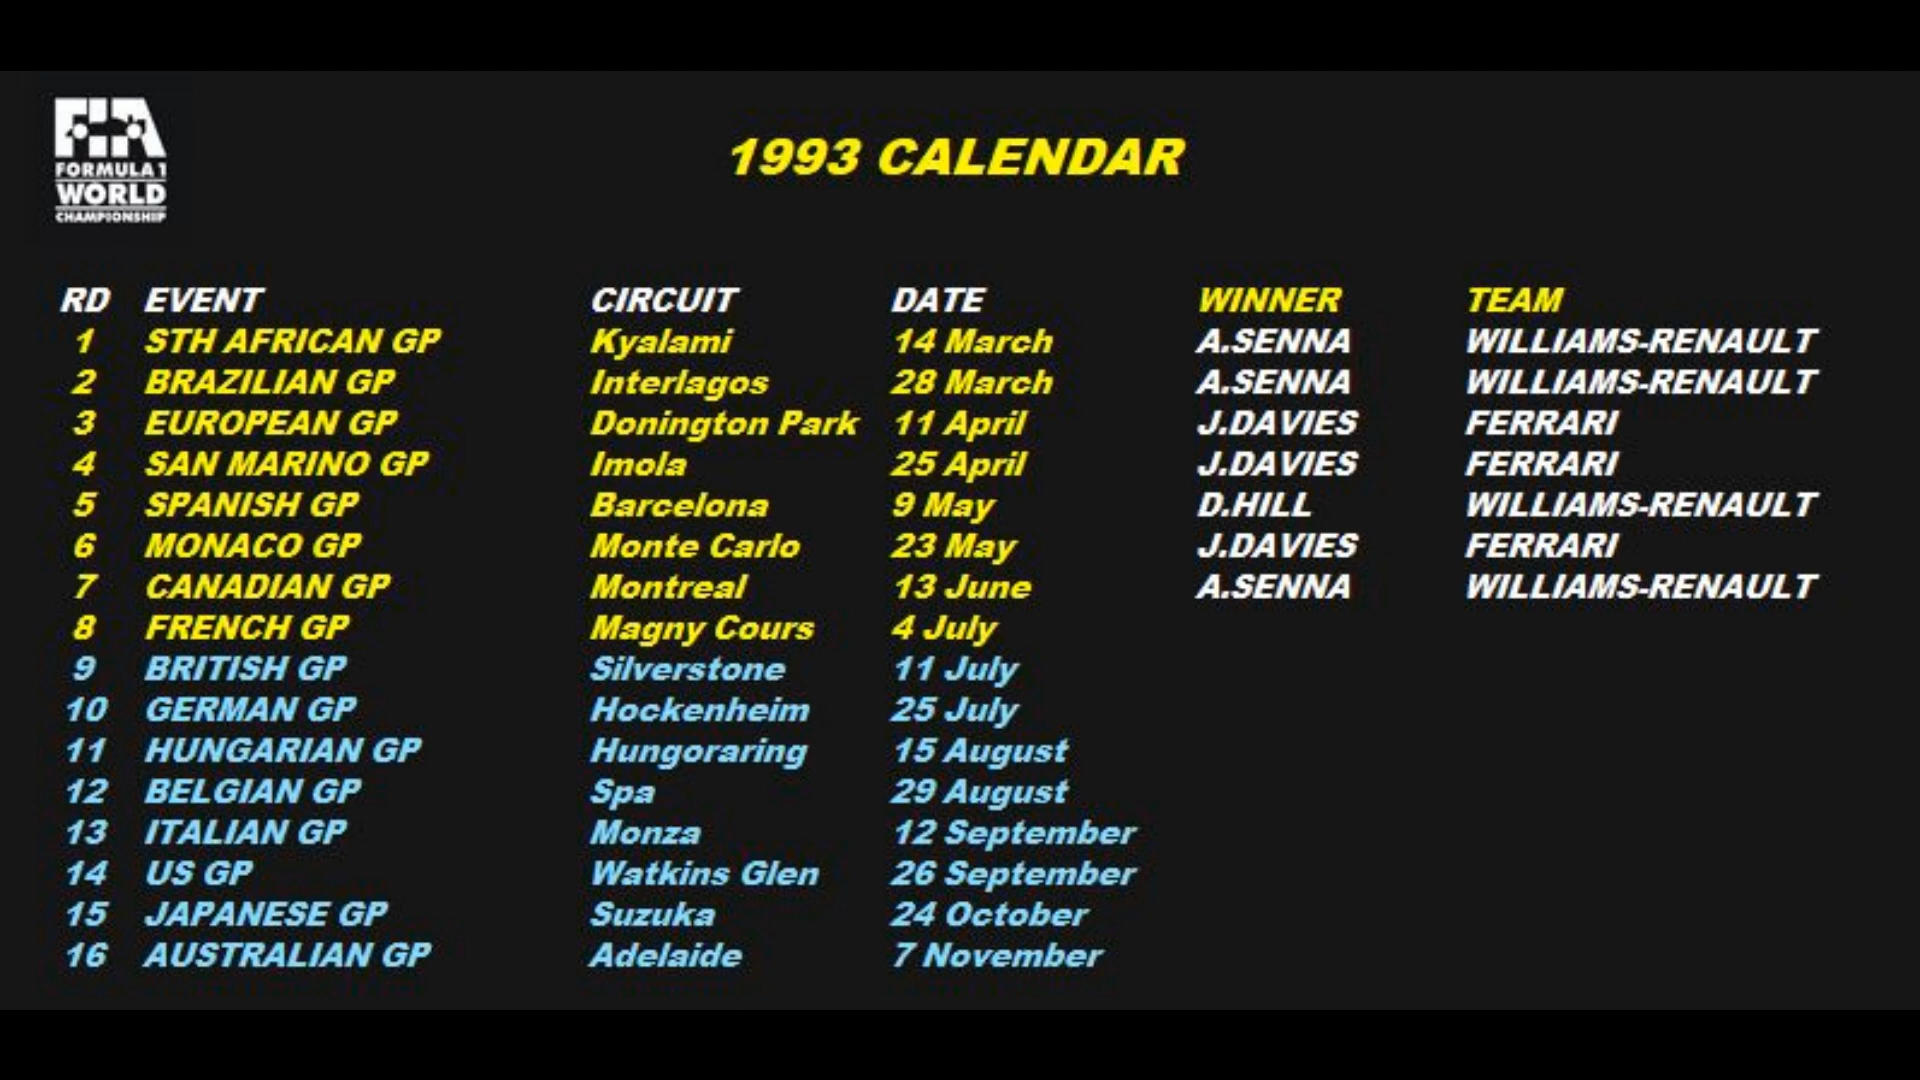 FIA
FORMULA 1
WORLD
CHAMPIONSHIP
1993 CALENDAR
RD EVENT CIRCUIT DATE WINNER TEAM
1 STH AFRICAN GP Kyalami 14 March A.SENNA WILLIAMS-RENAULT
2 BRAZILIAN GP Interlagos 28 March A.SENNA WILLIAMS-RENAULT
3 EUROPEAN GP Donington Park 11 April J.DAVIES FERRARI
4 SAN MARINO GP Imola 25 April J.DAVIES FERRARI
5 SPANISH GP Barcelona 9 May D.HILL WILLIAMS-RENAULT
6 MONACO GP Monte Carlo 23 May J.DAVIES FERRARI
7 CANADIAN GP Montreal 13 June A.SENNA WILLIAMS-RENAULT
8 FRENCH GP Magny Cours 4 July
9 BRITISH GP Silverstone 11 July
10 GERMAN GP Hockenheim 25 July
11 HUNGARIAN GP Hungoraring 15 August
12 BELGIAN GP Spa 29 August
13 ITALIAN GP Monza 12 September
14 US GP Watkins Glen 26 September
15 JAPANESE GP Suzuka 24 October
16 AUSTRALIAN GP Adelaide 7 November